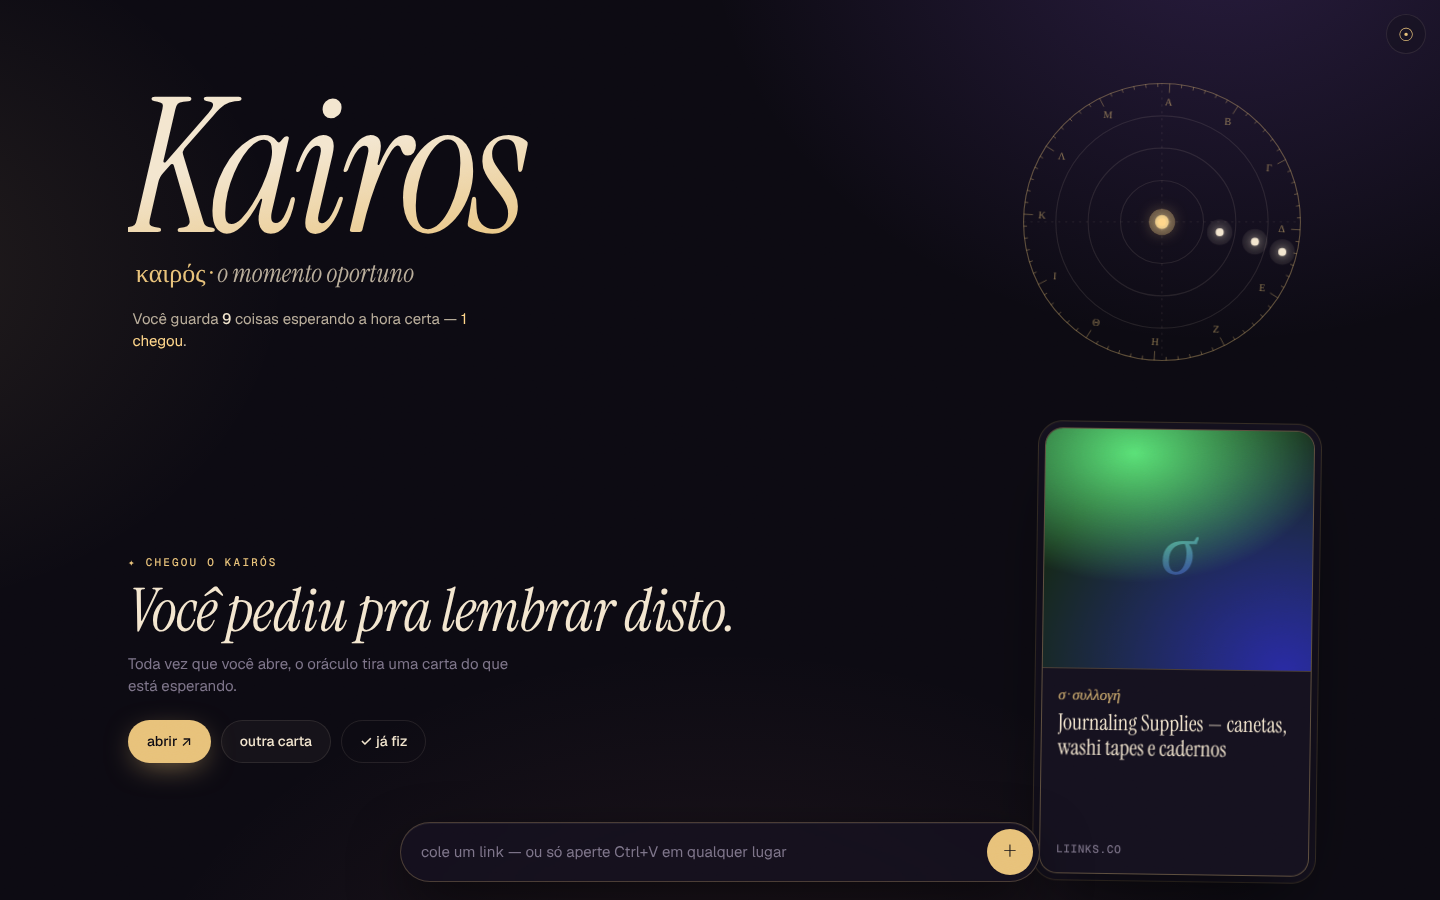 Kairos
καιρός · o momento oportuno
Você guarda 9 coisas esperando a hora certa — 1
chegou.
A
B
Γ
Δ
E
Z
H
Θ
I
K
Λ
M
✦ CHEGOU O KAIRÓS
Você pediu pra lembrar disto.
Toda vez que você abre, o oráculo tira uma carta do que
está esperando.
abrir ↗
outra carta
✓ já fiz
σ
σ · συλλογή
Journaling Supplies — canetas,
washi tapes e cadernos
LIINKS.CO
cole um link — ou só aperte Ctrl+V em qualquer lugar
+